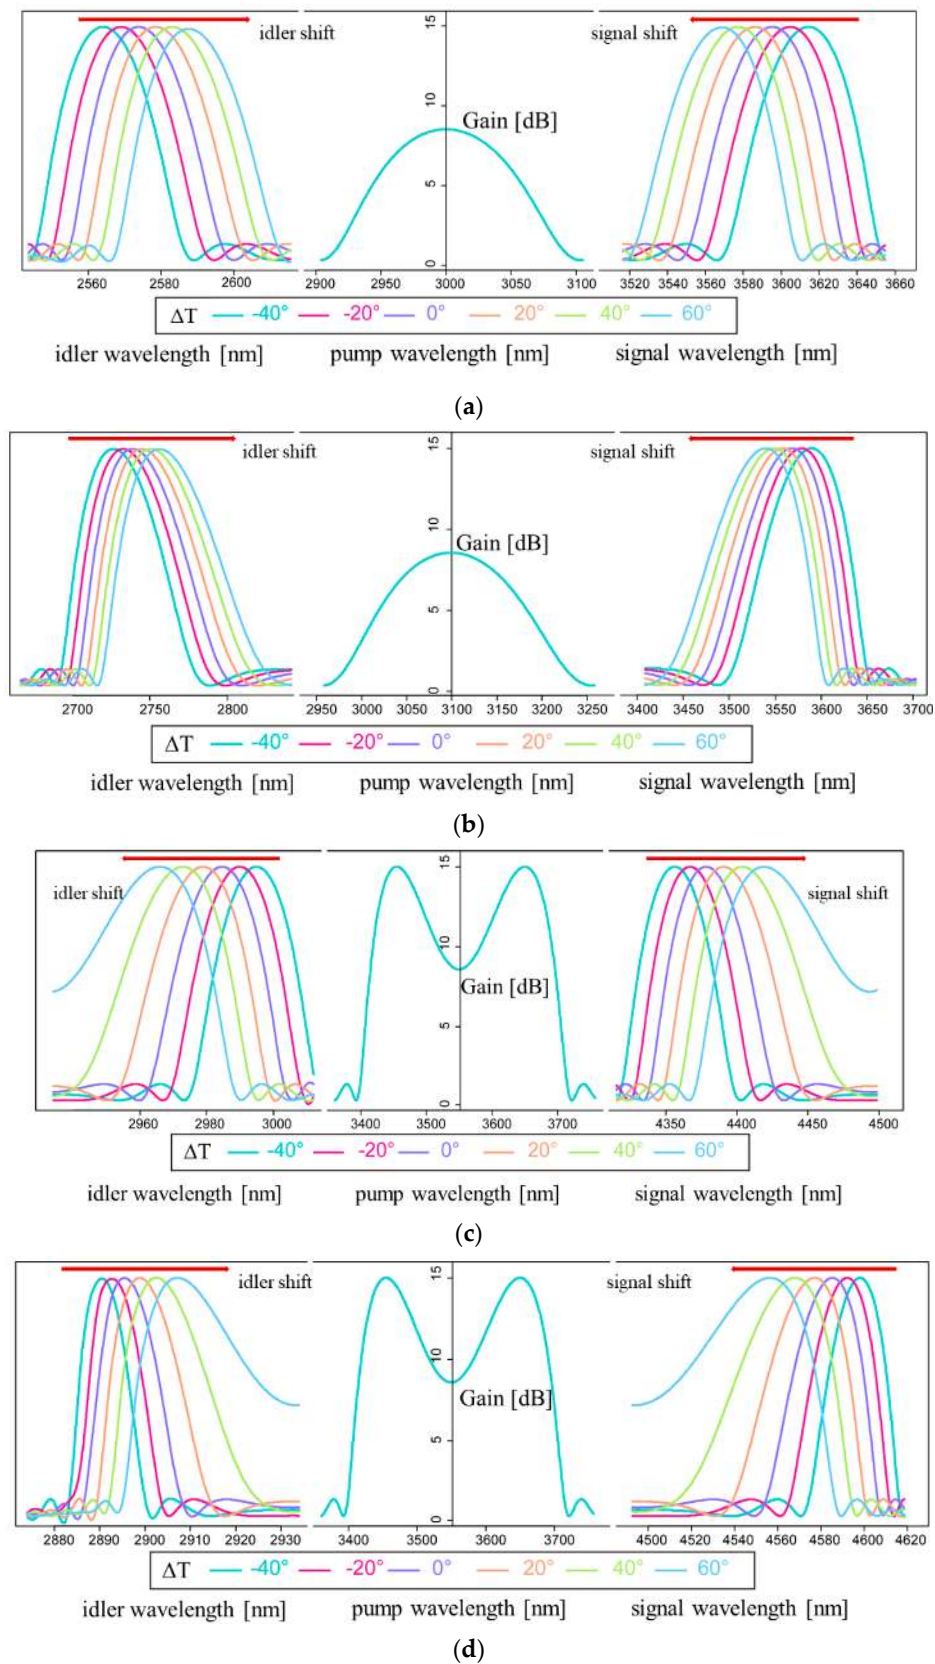 idler shift
signal shift
15
10
5
0
Gain [dB]
2560 2580 2600 2900 2950 3000 3050 3100 3520 3540 3560 3580 3600 3620 3640 3660
ΔT -40° -20° 0° 20° 40° 60°
idler wavelength [nm] pump wavelength [nm] signal wavelength [nm]
(a)
idler shift
signal shift
15
10
5
0
Gain [dB]
2700 2750 2800 2950 3000 3050 3100 3150 3200 3250 3400 3450 3500 3550 3600 3650 3700
ΔT -40° -20° 0° 20° 40° 60°
idler wavelength [nm] pump wavelength [nm] signal wavelength [nm]
(b)
idler shift
signal shift
15
10
5
0
Gain [dB]
2960 2980 3000 3400 3500 3600 3700 4350 4400 4450 4500
ΔT -40° -20° 0° 20° 40° 60°
idler wavelength [nm] pump wavelength [nm] signal wavelength [nm]
(c)
idler shift
signal shift
15
10
5
0
Gain [dB]
2880 2890 2900 2910 2920 2930 3400 3500 3600 3700 4500 4520 4540 4560 4580 4600 4620
ΔT -40° -20° 0° 20° 40° 60°
idler wavelength [nm] pump wavelength [nm] signal wavelength [nm]
(d)